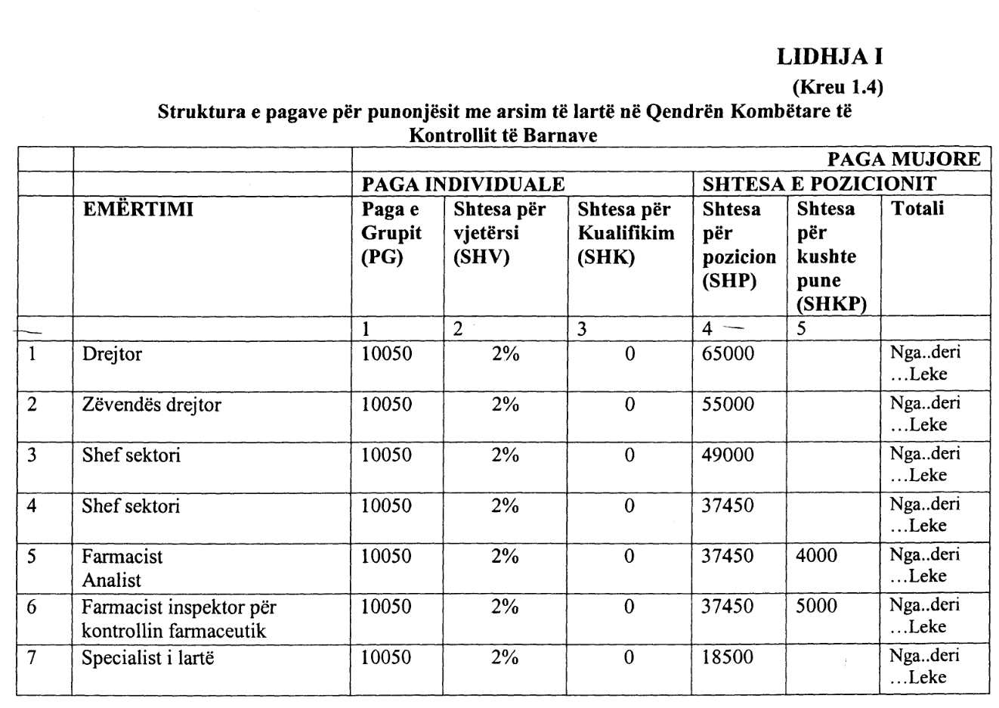 LIDHJA I
(Kreu 1.4)
Struktura e pagave për punonjësit me arsim të lartë në Qendrën Kombëtare të
Kontrollit të Barnave
PAGA MUJORE
PAGA INDIVIDUALE SHTESA E POZICIONIT
EMËRTIMI Paga e Shtesa për Shtesa për Shtesa Shtesa Totali
Grupit vjetërsi Kualifikim për për
(PG) (SHV) (SHK) pozicion kushte
(SHP) pune
(SHKP)
1 2 3 4 5
1 Drejtor 10050 2% 0 65000 Nga..deri
...Leke
2 Zëvendës drejtor 10050 2% 0 55000 Nga..deri
...Leke
3 Shef sektori 10050 2% 0 49000 Nga..deri
...Leke
4 Shef sektori 10050 2% 0 37450 Nga..deri
...Leke
5 Farmacist 10050 2% 0 37450 4000 Nga..deri
Analist ...Leke
6 Farmacist inspektor për 10050 2% 0 37450 5000 Nga..deri
kontrollin farmaceutik ...Leke
7 Specialist i lartë 10050 2% 0 18500 Nga..deri
...Leke